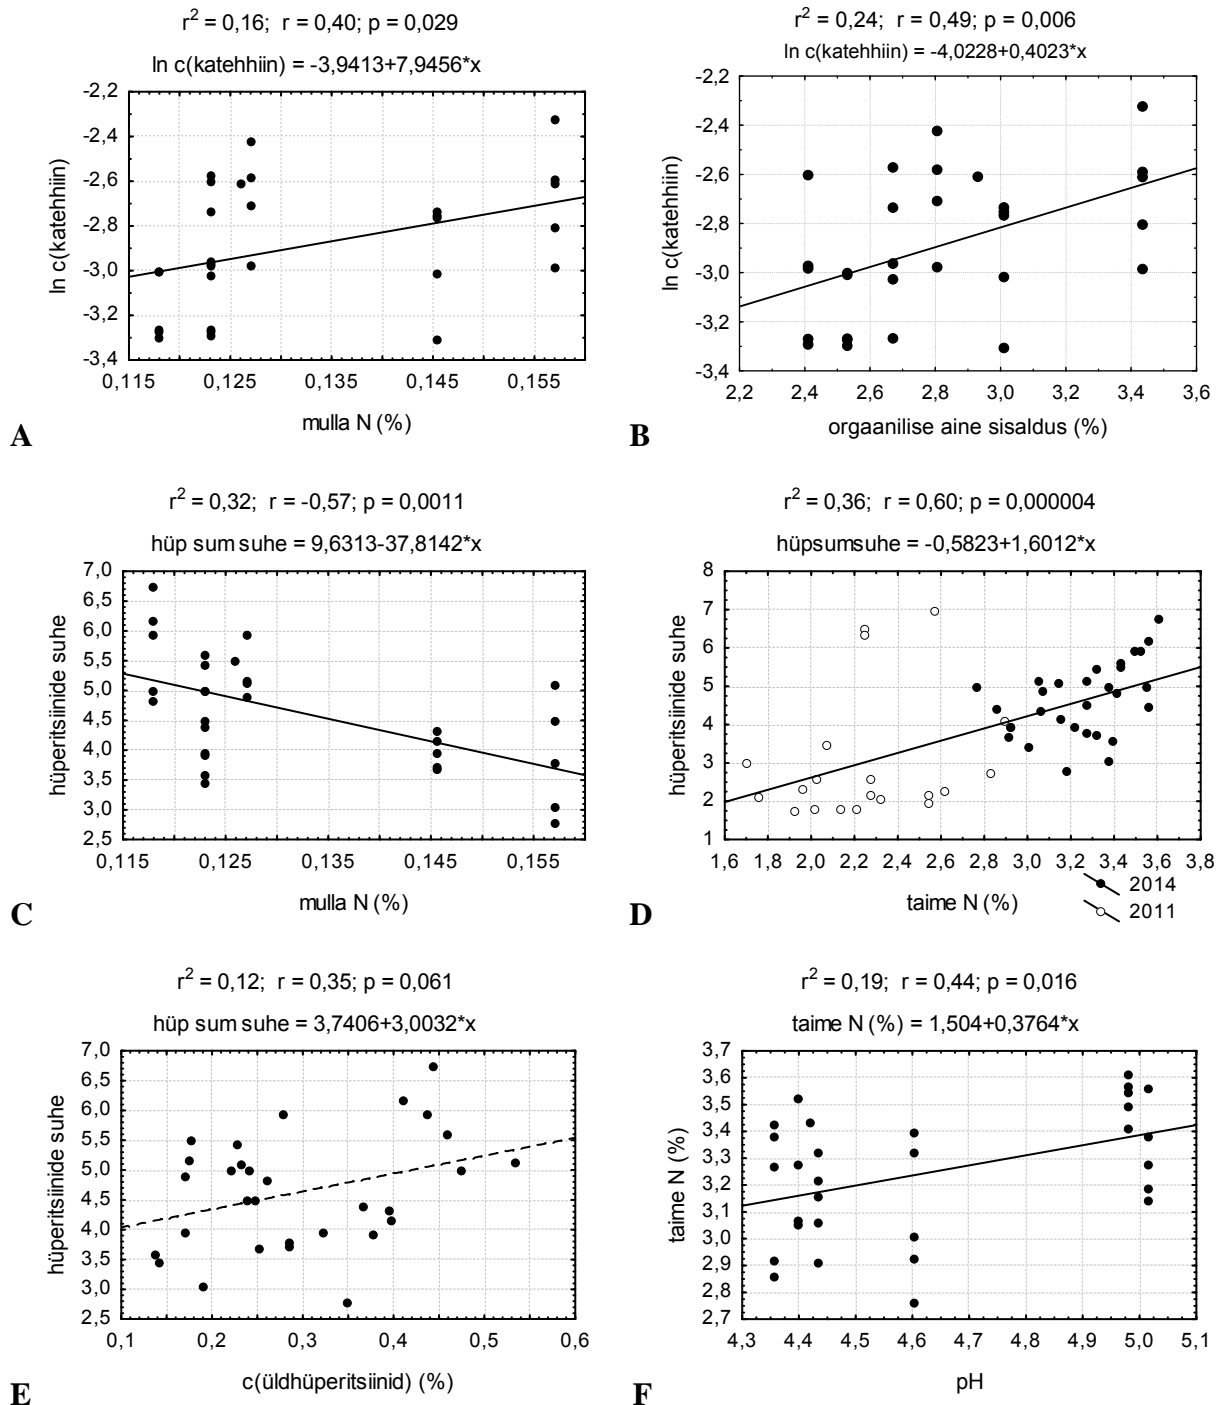 r² = 0,16; r = 0,40; p = 0,029
ln c(katehhiin) = -3,9413+7,9456*x
-2,2
-2,4
-2,6
-2,8
-3,0
-3,2
-3,4
ln c(katehhiin)
0,115 0,125 0,135 0,145 0,155
mulla N (%)
A
r² = 0,24; r = 0,49; p = 0,006
ln c(katehhiin) = -4,0228+0,4023*x
-2,2
-2,4
-2,6
-2,8
-3,0
-3,2
-3,4
ln c(katehhiin)
2,2 2,4 2,6 2,8 3,0 3,2 3,4 3,6
orgaanilise aine sisaldus (%)
B
r² = 0,32; r = -0,57; p = 0,0011
hüp sum suhe = 9,6313-37,8142*x
7,0
6,5
6,0
5,5
5,0
4,5
4,0
3,5
3,0
2,5
hüperitsiinide suhe
0,115 0,125 0,135 0,145 0,155
mulla N (%)
C
r² = 0,36; r = 0,60; p = 0,000004
hüpsumsuhe = -0,5823+1,6012*x
8
7
6
5
4
3
2
1
hüperitsiinide suhe
1,6 1,8 2,0 2,2 2,4 2,6 2,8 3,0 3,2 3,4 3,6 3,8
taime N (%)
2014
2011
D
r² = 0,12; r = 0,35; p = 0,061
hüp sum suhe = 3,7406+3,0032*x
7,0
6,5
6,0
5,5
5,0
4,5
4,0
3,5
3,0
2,5
hüperitsiinide suhe
0,1 0,2 0,3 0,4 0,5 0,6
c(üldhüperitsiinid) (%)
E
r² = 0,19; r = 0,44; p = 0,016
taime N (%) = 1,504+0,3764*x
3,7
3,6
3,5
3,4
3,3
3,2
3,1
3,0
2,9
2,8
2,7
taime N (%)
4,3 4,4 4,5 4,6 4,7 4,8 4,9 5,0 5,1
pH
F